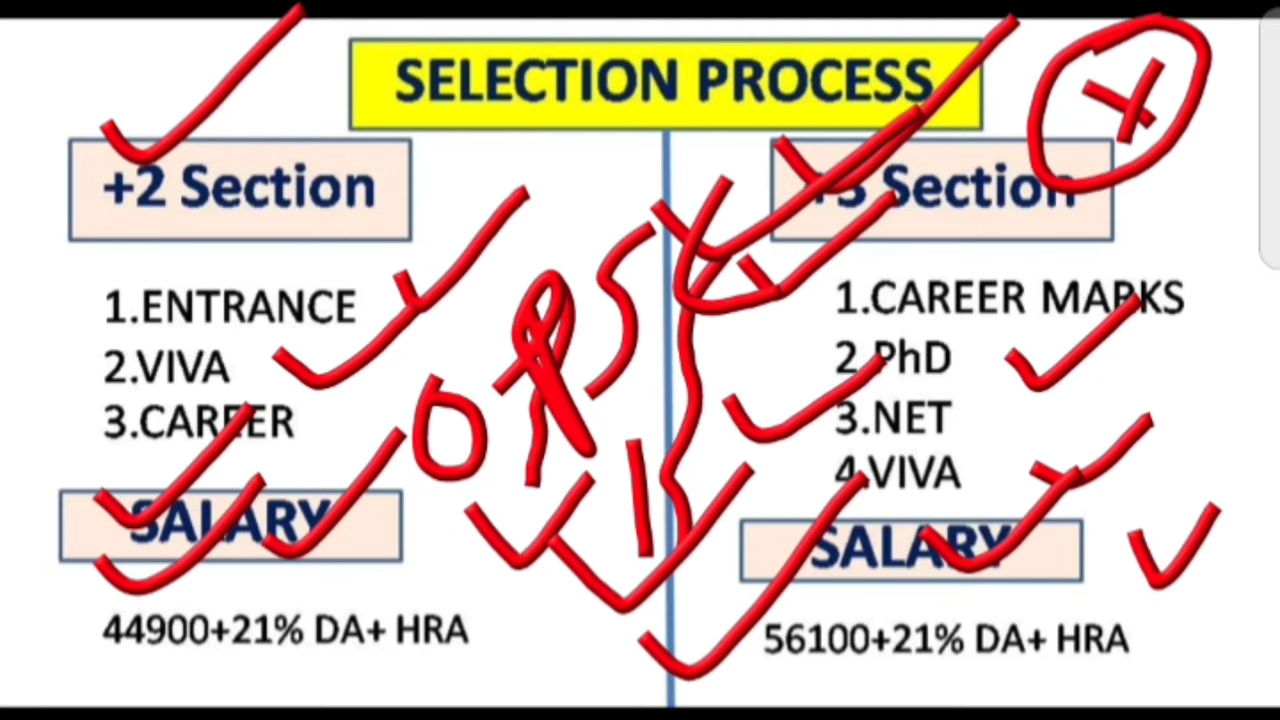 SELECTION PROCESS
+2 Section
1.ENTRANCE
2.VIVA
3.CAREER
SALARY
44900+21% DA+ HRA
+3 Section
1.CAREER MARKS
2.PhD
3.NET
4.VIVA
SALARY
56100+21% DA+ HRA